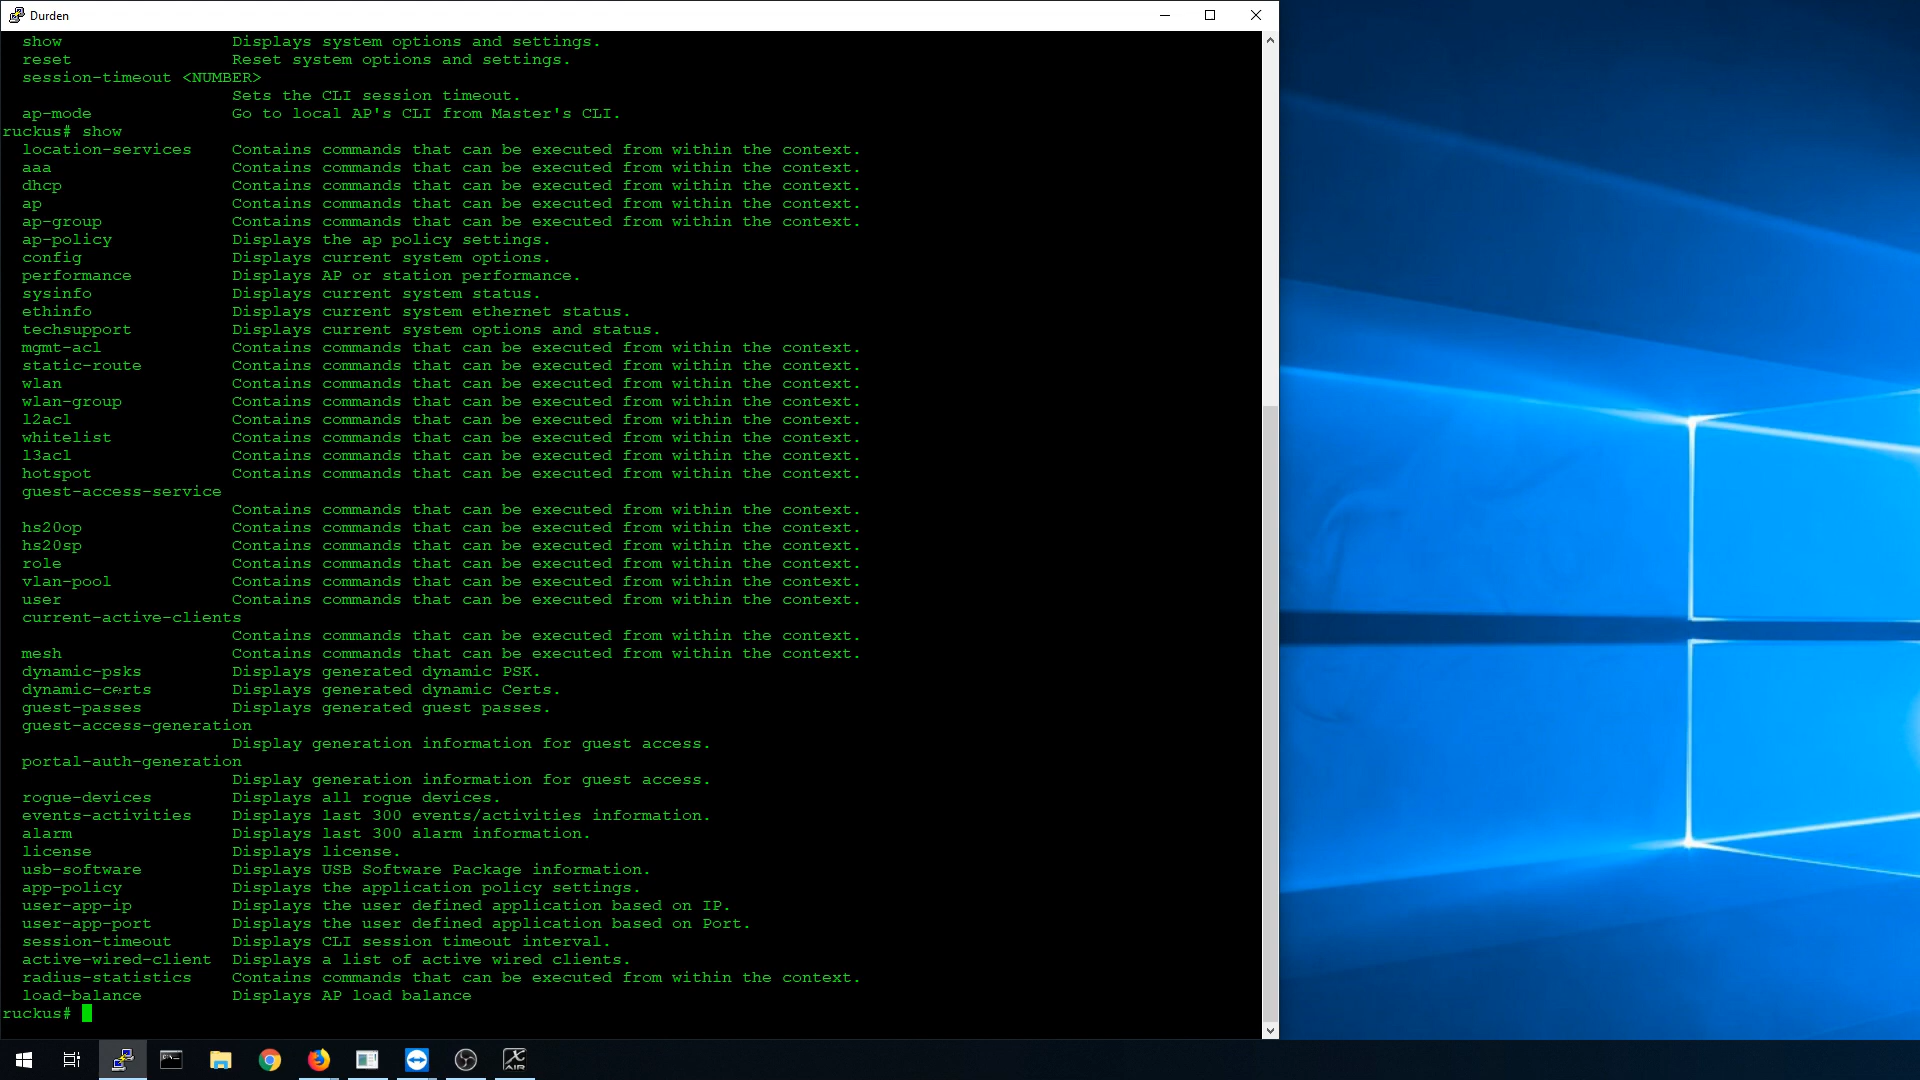 Durden
show Displays system options and settings.
reset Reset system options and settings.
session-timeout <NUMBER>
Sets the CLI session timeout.
ap-mode Go to local AP's CLI from Master's CLI.
ruckus# show
location-services Contains commands that can be executed from within the context.
aaa Contains commands that can be executed from within the context.
dhcp Contains commands that can be executed from within the context.
ap Contains commands that can be executed from within the context.
ap-group Contains commands that can be executed from within the context.
ap-policy Displays the ap policy settings.
config Displays current system options.
performance Displays AP or station performance.
sysinfo Displays current system status.
ethinfo Displays current system ethernet status.
techsupport Displays current system options and status.
mgmt-acl Contains commands that can be executed from within the context.
static-route Contains commands that can be executed from within the context.
wlan Contains commands that can be executed from within the context.
wlan-group Contains commands that can be executed from within the context.
l2acl Contains commands that can be executed from within the context.
whitelist Contains commands that can be executed from within the context.
l3acl Contains commands that can be executed from within the context.
hotspot Contains commands that can be executed from within the context.
guest-access-service
Contains commands that can be executed from within the context.
hs20op Contains commands that can be executed from within the context.
hs20sp Contains commands that can be executed from within the context.
role Contains commands that can be executed from within the context.
vlan-pool Contains commands that can be executed from within the context.
user Contains commands that can be executed from within the context.
current-active-clients
Contains commands that can be executed from within the context.
mesh Contains commands that can be executed from within the context.
dynamic-psks Displays generated dynamic PSK.
dynamic-certs Displays generated dynamic Certs.
guest-passes Displays generated guest passes.
guest-access-generation
Display generation information for guest access.
portal-auth-generation
Display generation information for guest access.
rogue-devices Displays all rogue devices.
events-activities Displays last 300 events/activities information.
alarm Displays last 300 alarm information.
license Displays license.
usb-software Displays USB Software Package information.
app-policy Displays the application policy settings.
user-app-ip Displays the user defined application based on IP.
user-app-port Displays the user defined application based on Port.
session-timeout Displays CLI session timeout interval.
active-wired-client Displays a list of active wired clients.
radius-statistics Contains commands that can be executed from within the context.
load-balance Displays AP load balance
ruckus#
AIR